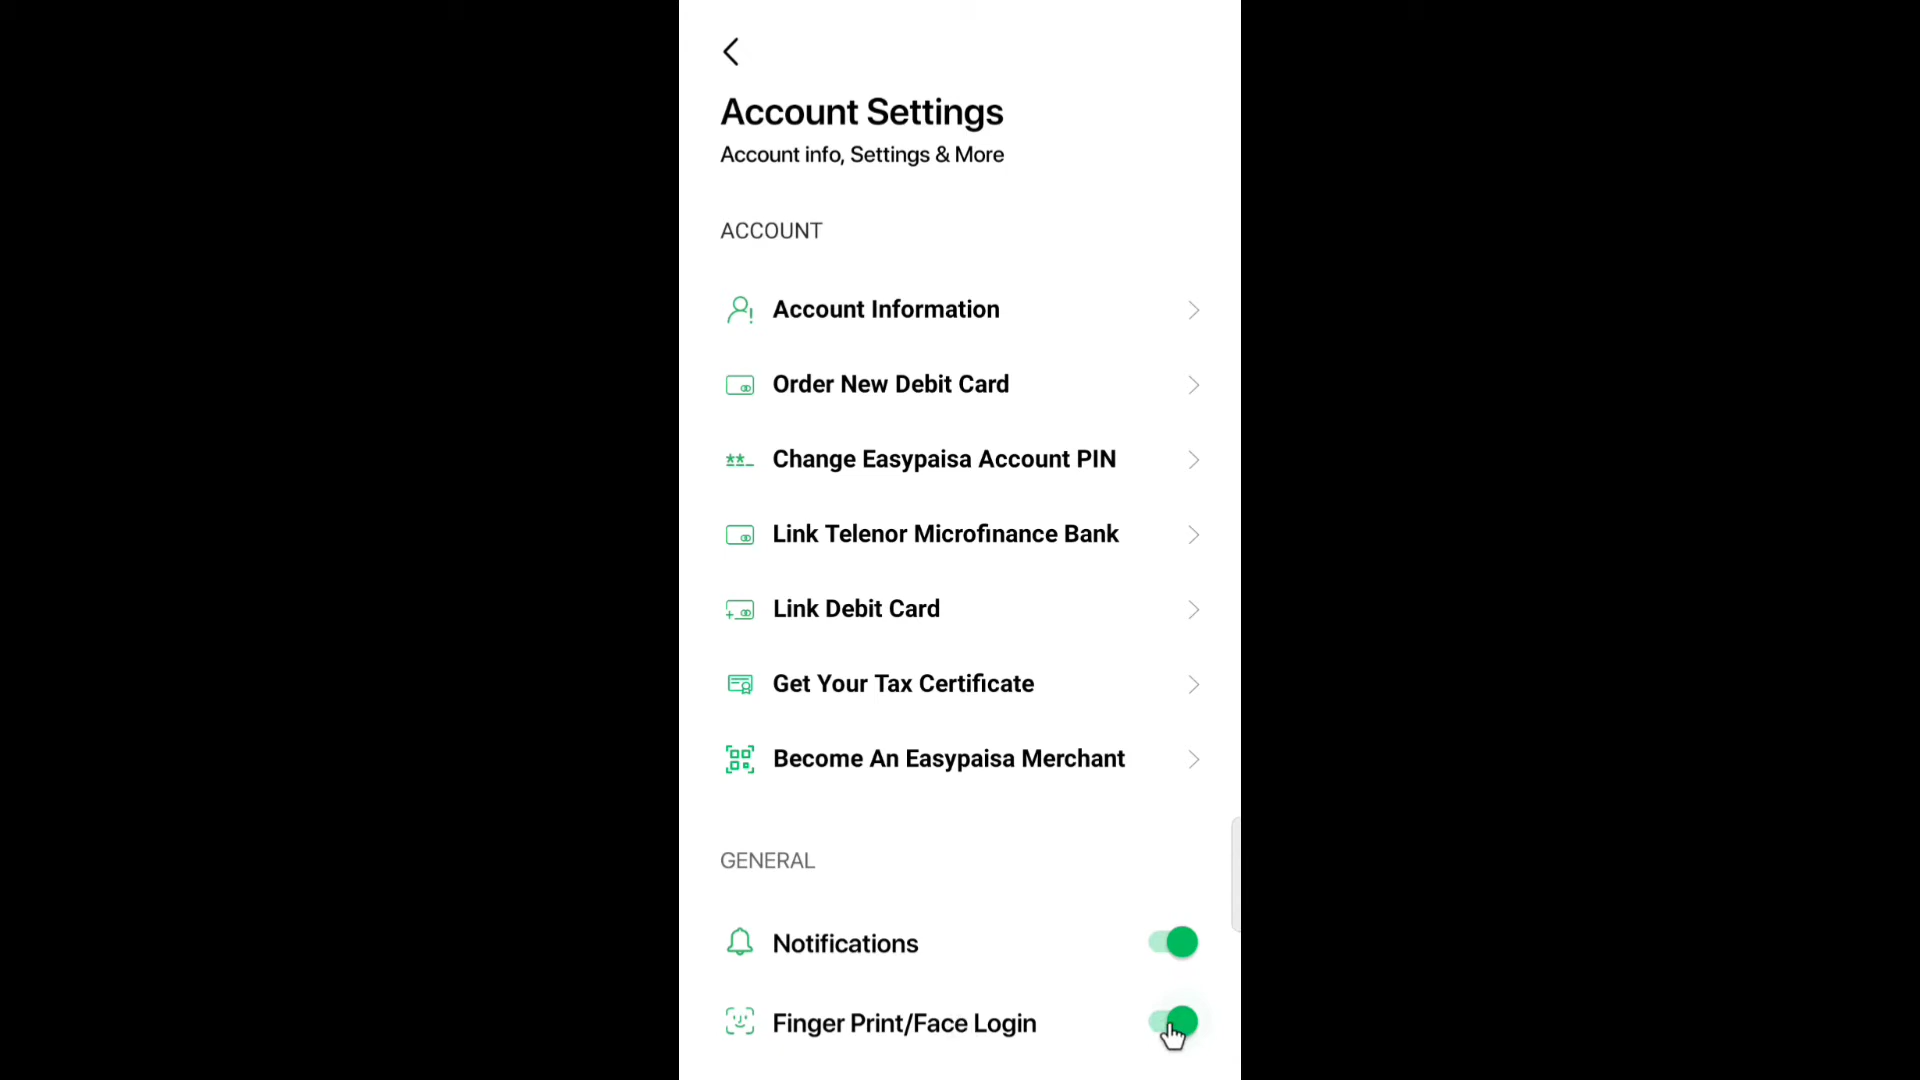 Account Settings
Account info, Settings & More
ACCOUNT
Account Information
Order New Debit Card
Change Easypaisa Account PIN
Link Telenor Microfinance Bank
Link Debit Card
Get Your Tax Certificate
Become An Easypaisa Merchant
GENERAL
Notifications
Finger Print/Face Login